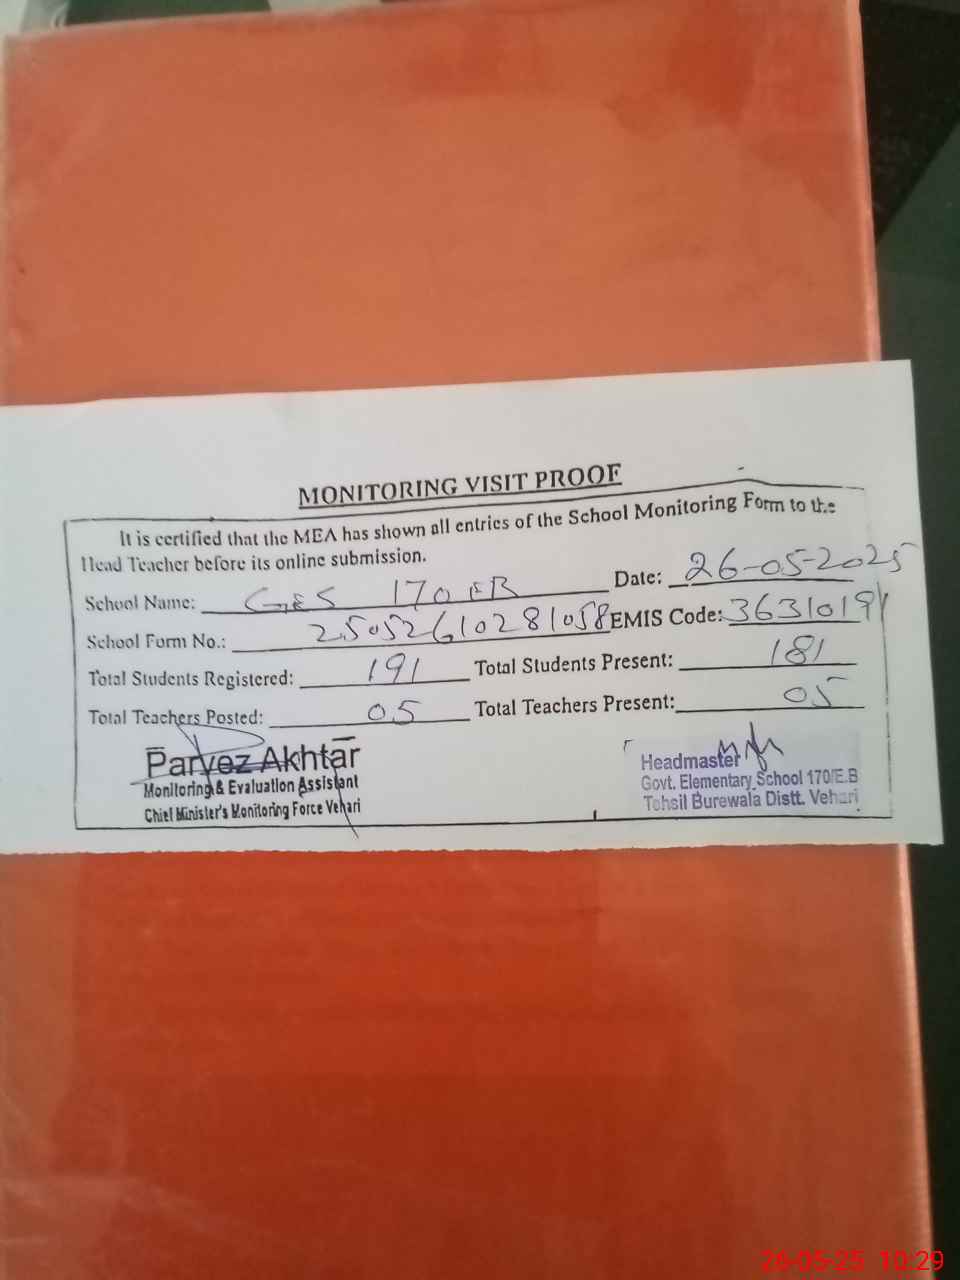 MONITORING VISIT PROOF
It is certified that the MEA has shown all entries of the School Monitoring Form to the
Head Teacher before its online submission.
School Name: GES 170 EB Date: 26-05-2025
School Form No.: 25052610281058 EMIS Code: 36310191
Total Students Registered: 191 Total Students Present: 181
Total Teachers Posted: 05 Total Teachers Present: 05
Parvez Akhtar
Monitoring & Evaluation Assistant
Chief Minister's Monitoring Force Vehari
Headmaster
Govt. Elementary School 170/E.B
Tehsil Burewala Distt. Vehari
26-05-25 10:29